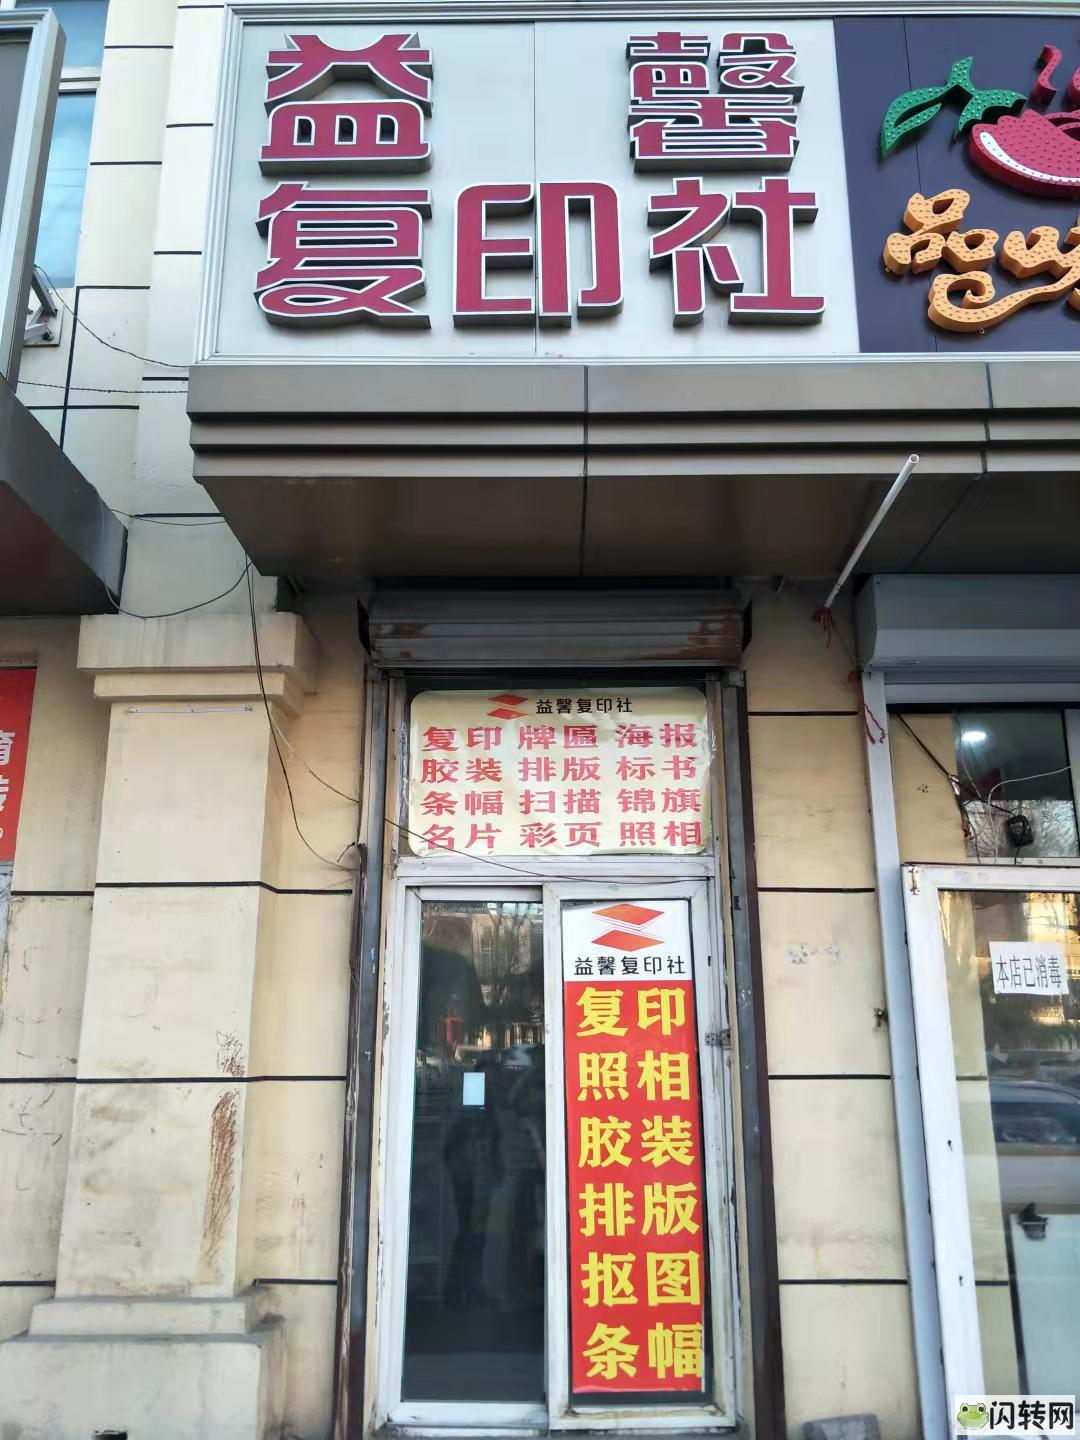 益馨
复印社
品味
益馨复印社
复印 牌匾 海报
胶装 排版 标书
条幅 扫描 锦旗
名片 彩页 照相
益馨复印社
复印
照相
胶装
排版
抠图
条幅
本店已消毒
闪转网